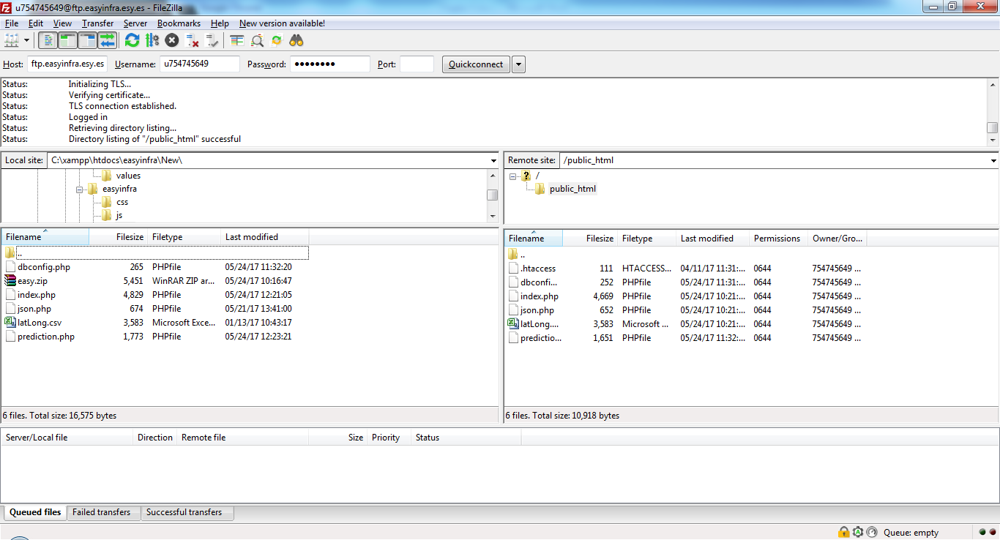 u754745649@ftp.easyinfra.esy.es - FileZilla
File Edit View Transfer Server Bookmarks Help New version available!
Host: ftp.easyinfra.esy.es Username: u754745649 Password: ●●●●●●●● Port: Quickconnect
Status: Initializing TLS...
Status: Verifying certificate...
Status: TLS connection established.
Status: Logged in
Status: Retrieving directory listing...
Status: Directory listing of "/public_html" successful
Local site: C:\xampp\htdocs\easyinfra\New\
values
easyinfra
css
js
Filename Filesize Filetype Last modified
..
dbconfig.php 265 PHPfile 05/24/17 11:32:20
easy.zip 5,451 WinRAR ZIP ar... 05/24/17 10:16:47
index.php 4,829 PHPfile 05/24/17 12:21:05
json.php 674 PHPfile 05/21/17 13:41:00
latLong.csv 3,583 Microsoft Exce... 01/13/17 10:43:17
prediction.php 1,773 PHPfile 05/24/17 12:23:21
6 files. Total size: 16,575 bytes
Remote site: /public_html
/
public_html
Filename Filesize Filetype Last modified Permissions Owner/Gro...
..
.htaccess 111 HTACCESS... 04/11/17 11:31:... 0644 754745649 ...
dbconfi... 252 PHPfile 05/24/17 11:31:... 0644 754745649 ...
index.php 4,669 PHPfile 05/24/17 10:21:... 0644 754745649 ...
json.php 652 PHPfile 05/24/17 10:21:... 0644 754745649 ...
latLong.... 3,583 Microsoft ... 05/24/17 10:21:... 0644 754745649 ...
predictio... 1,651 PHPfile 05/24/17 11:32:... 0644 754745649 ...
6 files. Total size: 10,918 bytes
Server/Local file Direction Remote file Size Priority Status
Queued files Failed transfers Successful transfers
Queue: empty